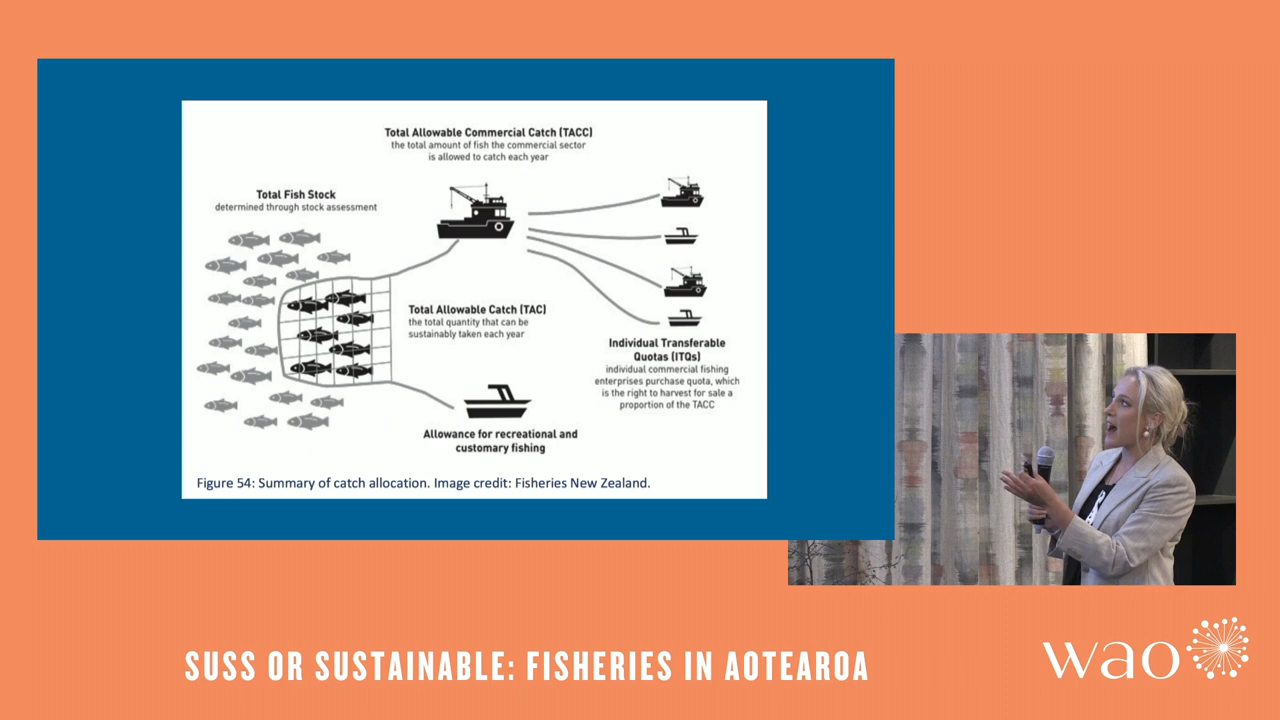 Total Allowable Commercial Catch (TACC)
the total amount of fish the commercial sector
is allowed to catch each year
Total Fish Stock
determined through stock assessment
Total Allowable Catch (TAC)
the total quantity that can be
sustainably taken each year
Individual Transferable
Quotas (ITQs)
individual commercial fishing
enterprises purchase quota, which
is the right to harvest for sale a
proportion of the TACC
Allowance for recreational and
customary fishing
Figure 54: Summary of catch allocation. Image credit: Fisheries New Zealand.
SUSS OR SUSTAINABLE: FISHERIES IN AOTEAROA
wao